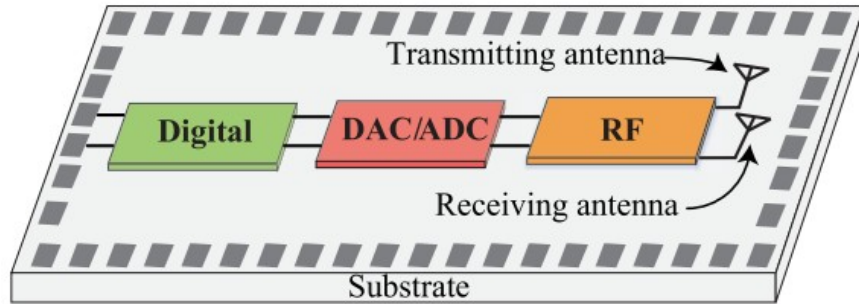 Transmitting antenna
Digital
DAC/ADC
RF
Receiving antenna
Substrate